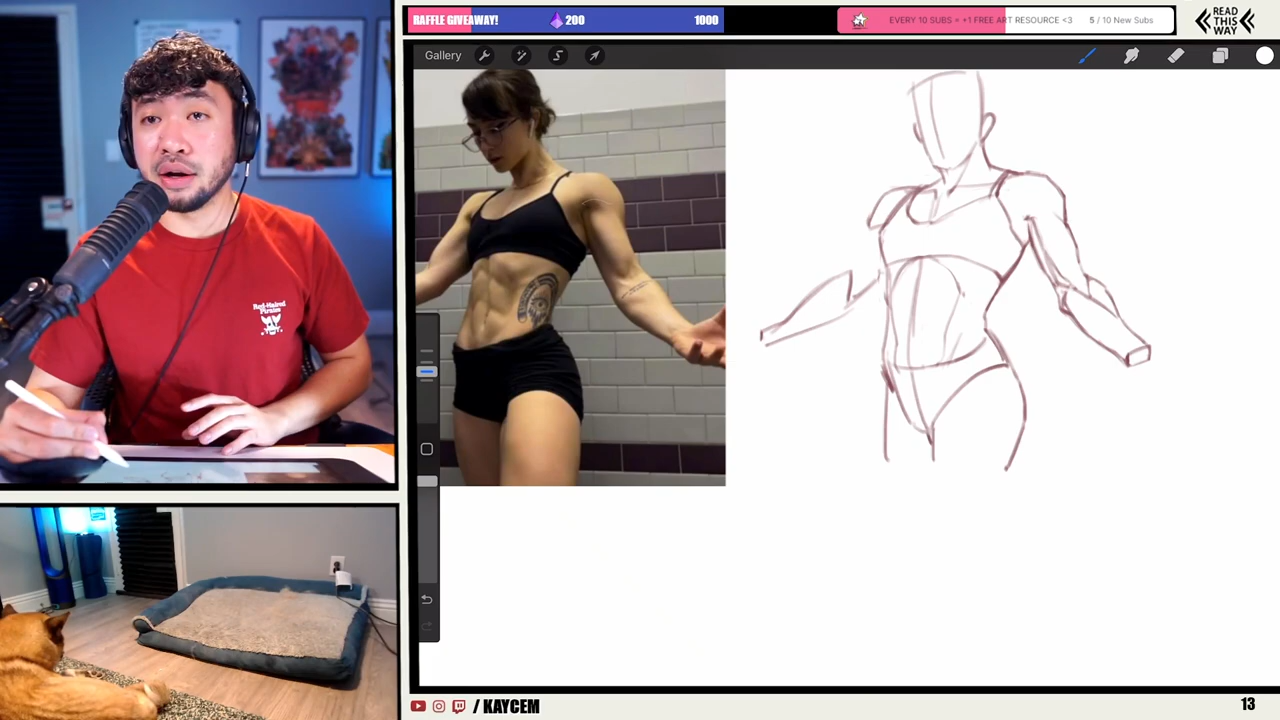 RAFFLE GIVEAWAY! 200 1000
EVERY 10 SUBS = +1 FREE ART RESOURCE <3 5 / 10 New Subs
READ
THIS
WAY
Gallery
Red-Haired
Pirates
/ KAYCEM
13